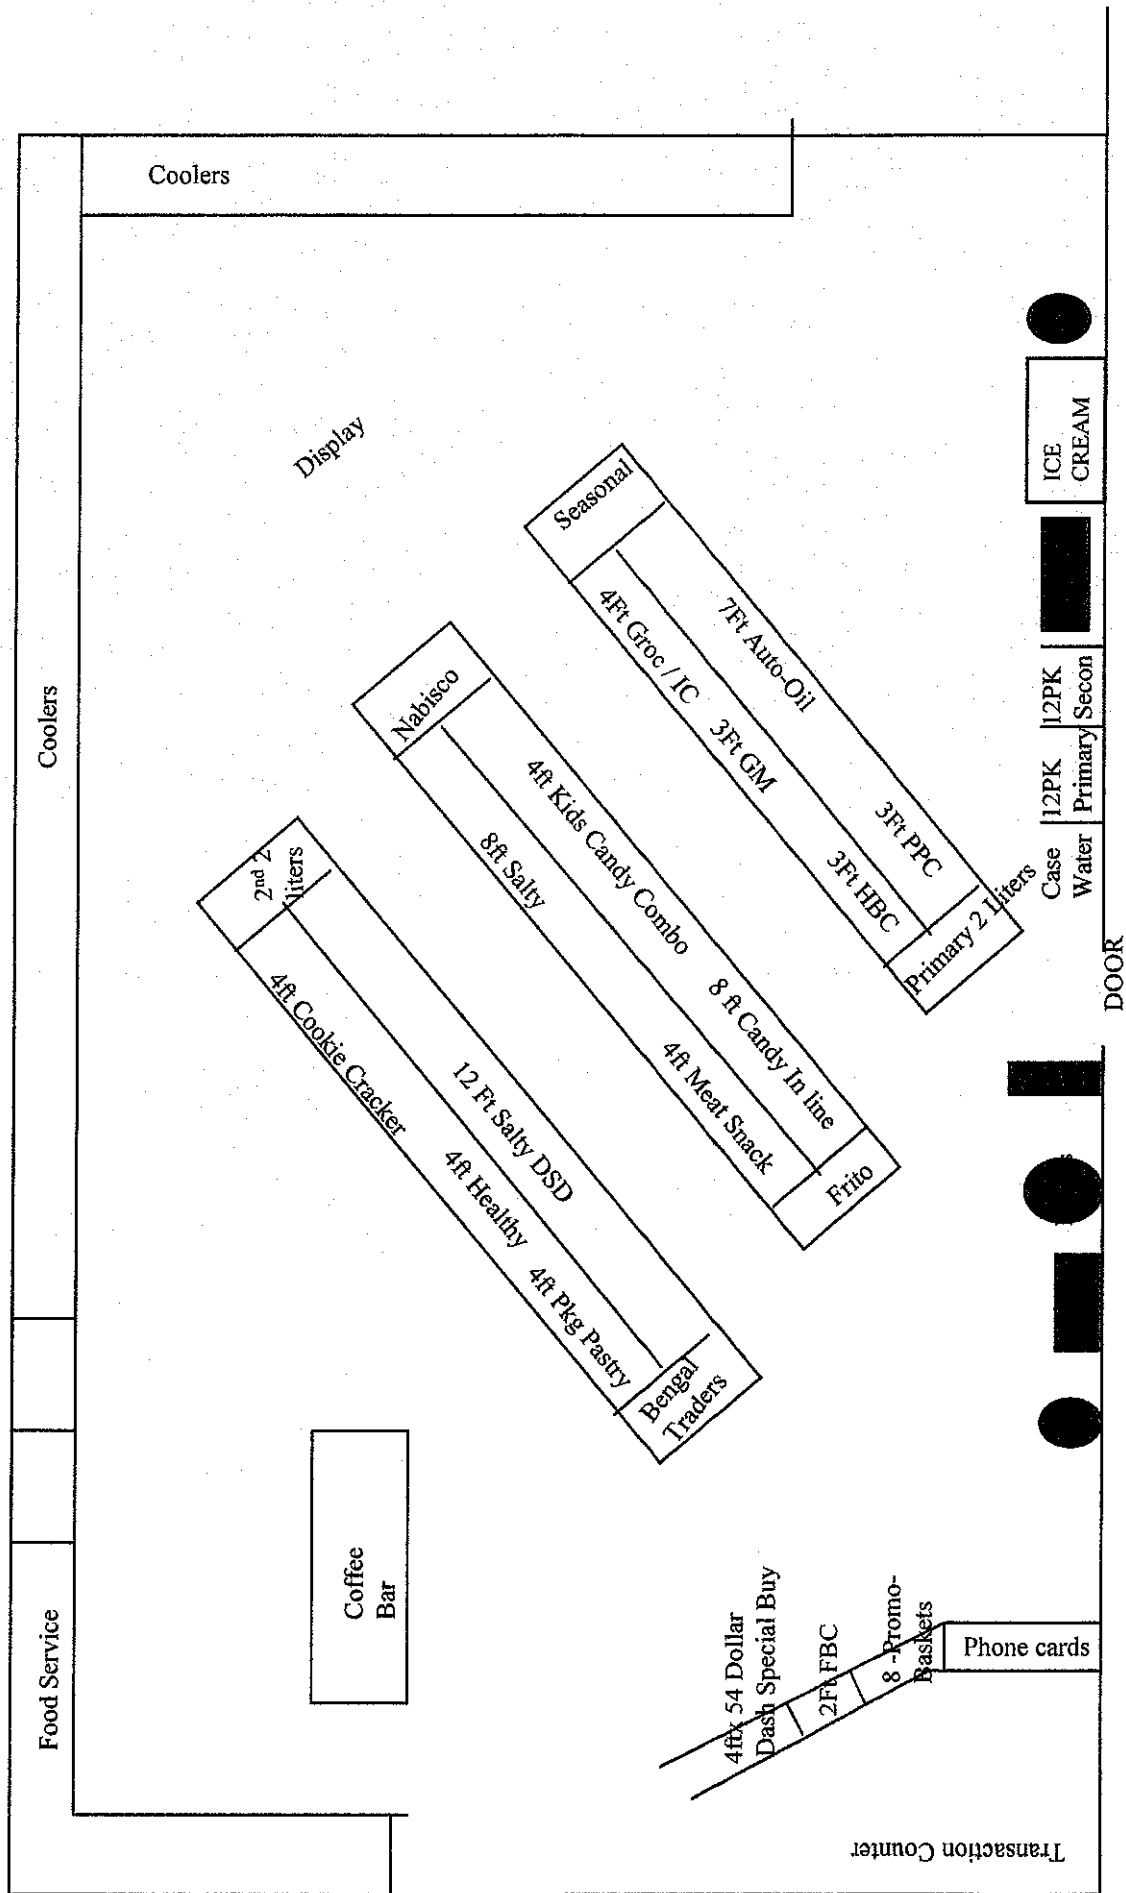 Coolers
Coolers
Food Service
Display
Seasonal
4Ft Groc / IC
3Ft GM
3Ft HBC
7Ft Auto-Oil
3Ft PPC
Primary 2 Liters
Nabisco
8ft Salty
4ft Meat Snack
4ft Kids Candy Combo
8 ft Candy In line
Frito
2nd 2
liters
4ft Cookie Cracker
4ft Healthy
4ft Pkg Pastry
12 Ft Salty DSD
Bengal
Traders
Coffee
Bar
ICE
CREAM
12PK
Secon
12PK
Primary
Case
Water
DOOR
s
4ftx 54 Dollar
Dash Special Buy
2Ft FBC
8 -Promo-
Baskets
Phone cards
Transaction Counter